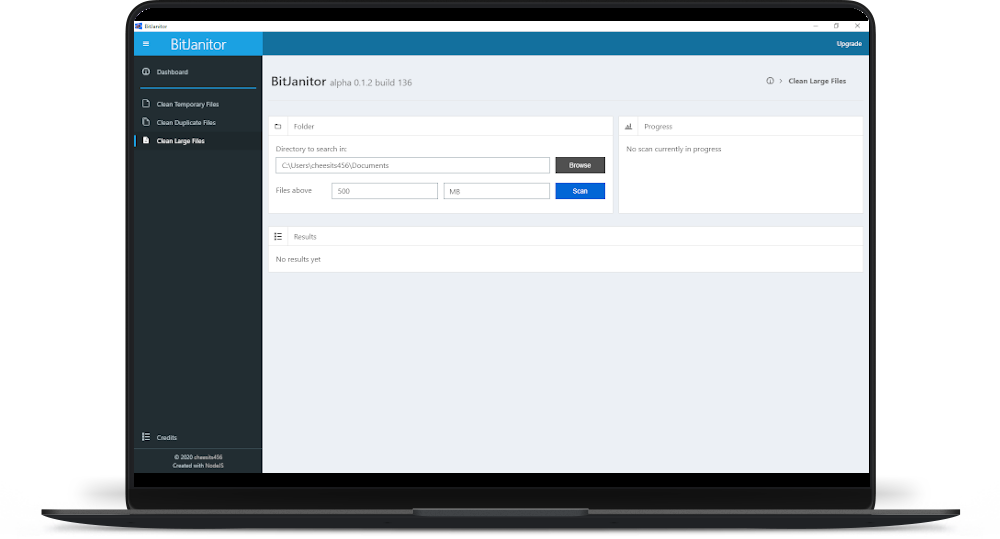 BitJanitor
BitJanitor
Upgrade
Dashboard
Clean Temporary Files
Clean Duplicate Files
Clean Large Files
BitJanitor alpha 0.1.2 build 136
Clean Large Files
Folder
Directory to search in:
C:\Users\cheesits456\Documents
Browse
Files above
500
MB
Scan
Progress
No scan currently in progress
Results
No results yet
Credits
© 2020 cheesits456
Created with NodeJS